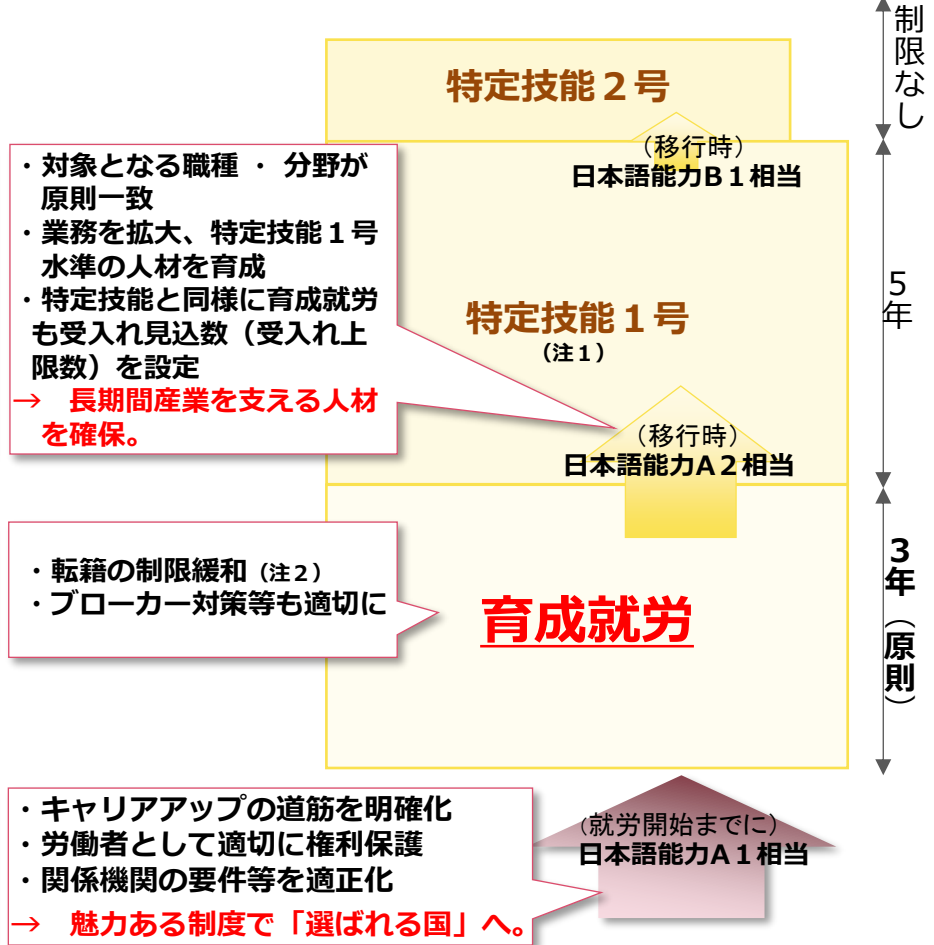 制限なし
特定技能２号
（移行時）
日本語能力Ｂ１相当
・対象となる職種 ・ 分野が
原則一致
・業務を拡大、特定技能１号
水準の人材を育成
・特定技能と同様に育成就労
も受入れ見込数（受入れ上
限数）を設定
→　長期間産業を支える人材
を確保。
5年
特定技能１号
（注１）
（移行時）
日本語能力Ａ２相当
・転籍の制限緩和（注２）
・ブローカー対策等も適切に
育成就労
3年（原則）
・キャリアアップの道筋を明確化
・労働者として適切に権利保護
・関係機関の要件等を適正化
→　魅力ある制度で「選ばれる国」へ。
（就労開始までに）
日本語能力Ａ１相当